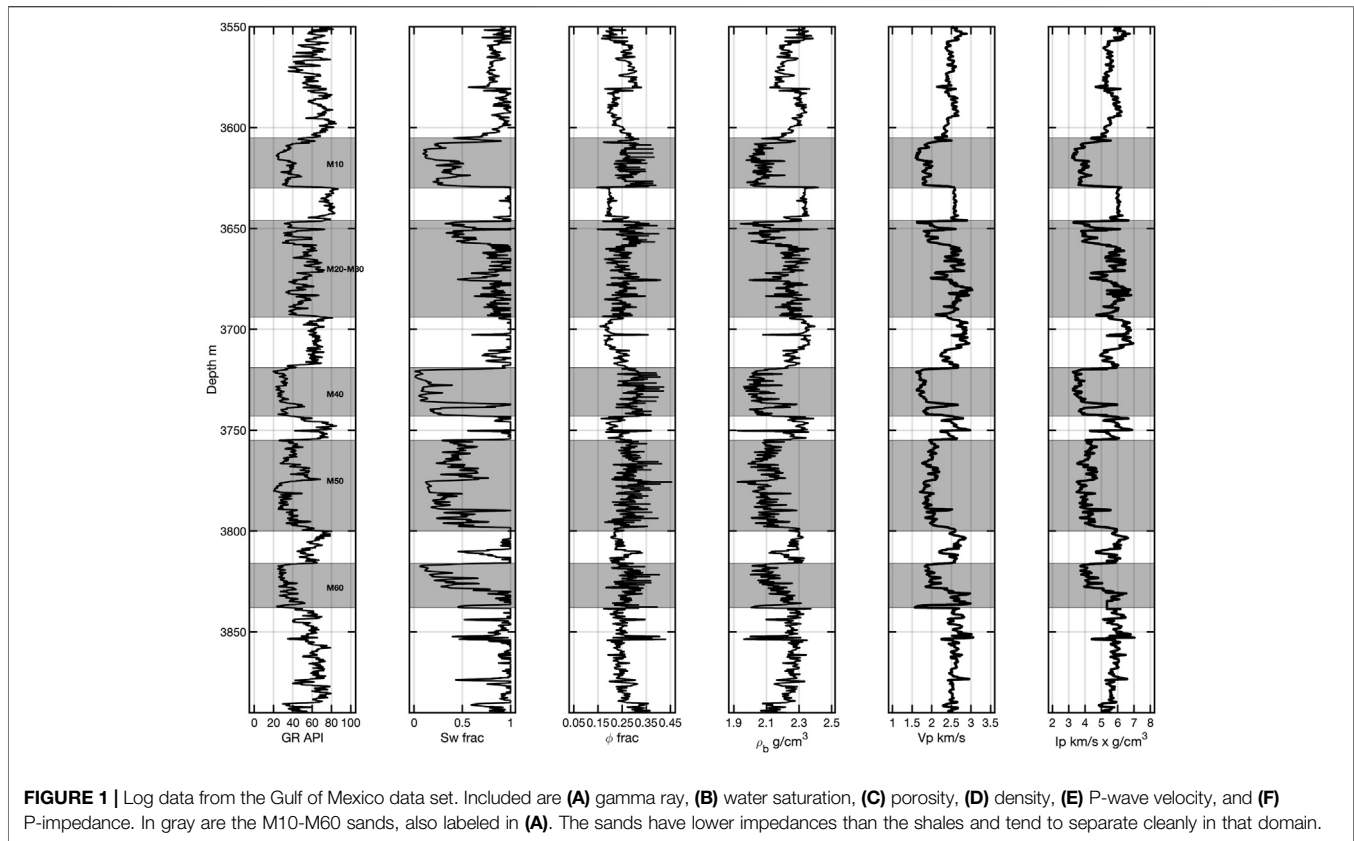 3550
3600
3650
3700
3750
3800
3850
Depth m
M10
M20-M30
M40
M50
M60
0 20 40 60 80 100
GR API
0 0.5 1
Sw frac
0.05 0.15 0.25 0.35 0.45
ϕ frac
1.9 2.1 2.3 2.5
ρb g/cm³
1 1.5 2 2.5 3 3.5
Vp km/s
2 3 4 5 6 7 8
Ip km/s x g/cm³
FIGURE 1 | Log data from the Gulf of Mexico data set. Included are (A) gamma ray, (B) water saturation, (C) porosity, (D) density, (E) P-wave velocity, and (F)
P-impedance. In gray are the M10-M60 sands, also labeled in (A). The sands have lower impedances than the shales and tend to separate cleanly in that domain.